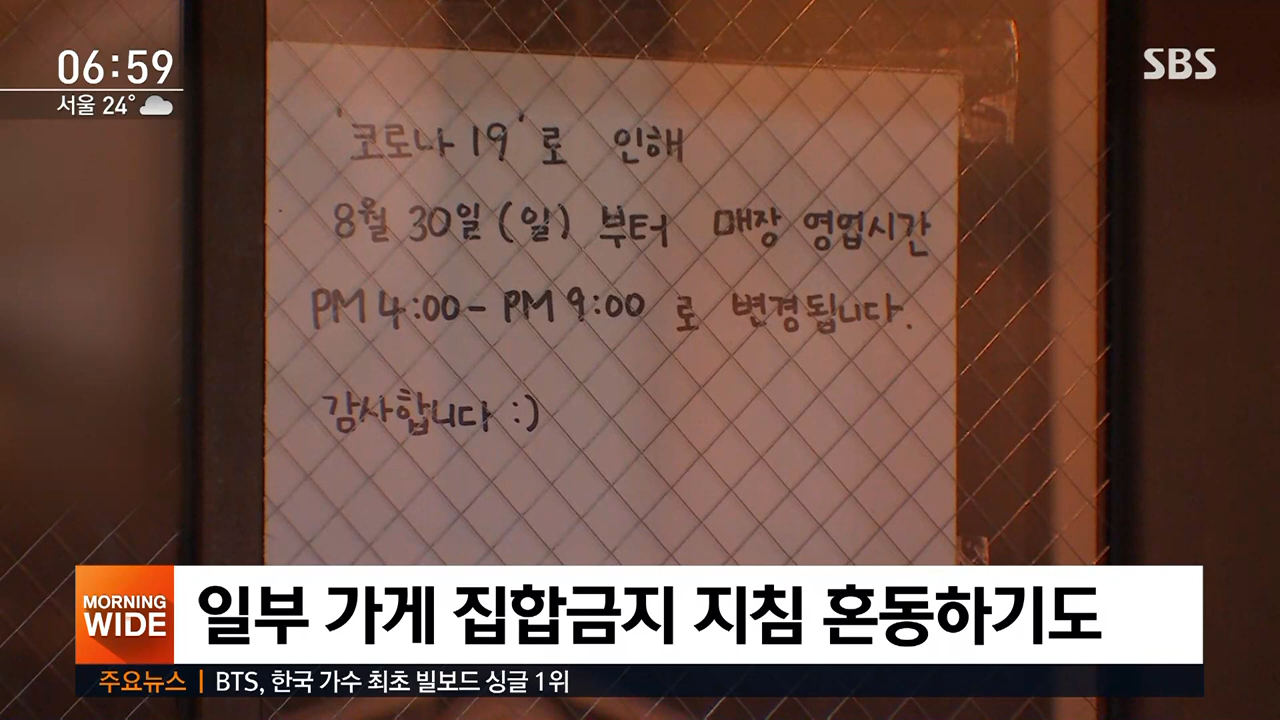 06:59
서울 24°
SBS
'코로나 19'로 인해
8월 30일(일) 부터 매장 영업시간
PM 4:00 - PM 9:00 로 변경됩니다.
감사합니다 :)
MORNING
WIDE
일부 가게 집합금지 지침 혼동하기도
주요뉴스 | BTS, 한국 가수 최초 빌보드 싱글 1위